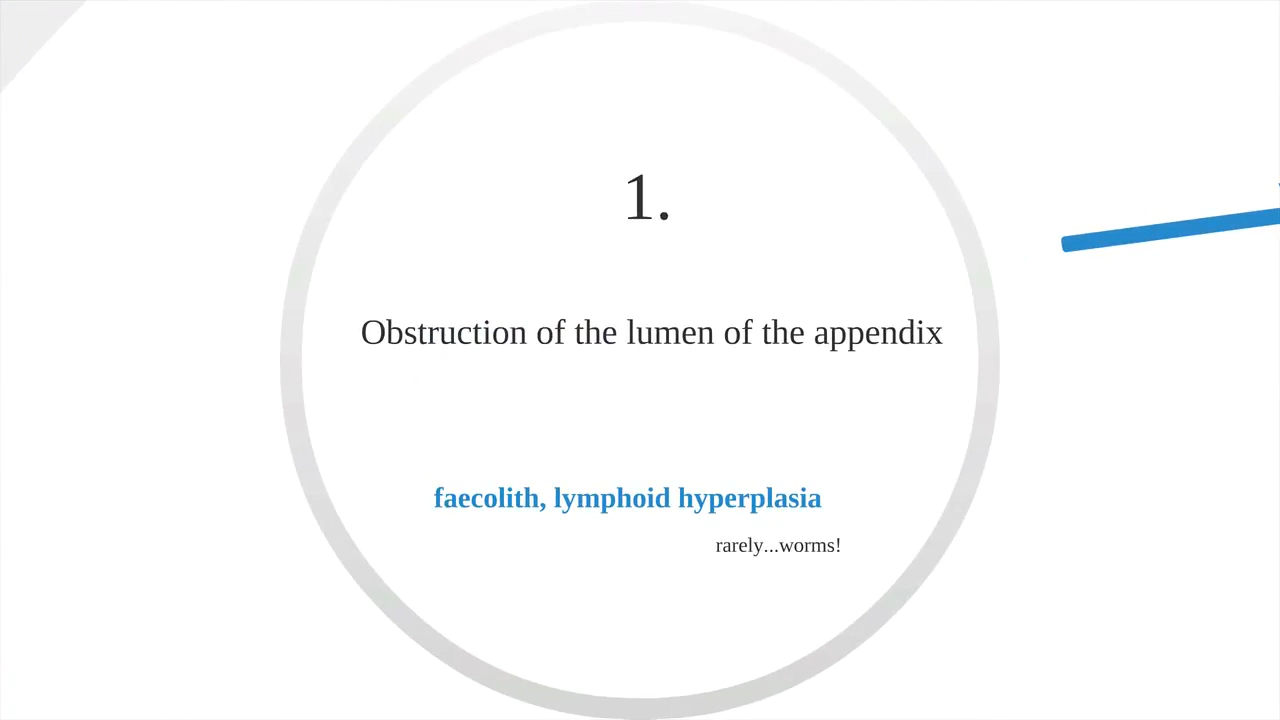 1.
Obstruction of the lumen of the appendix
faecolith, lymphoid hyperplasia
rarely...worms!